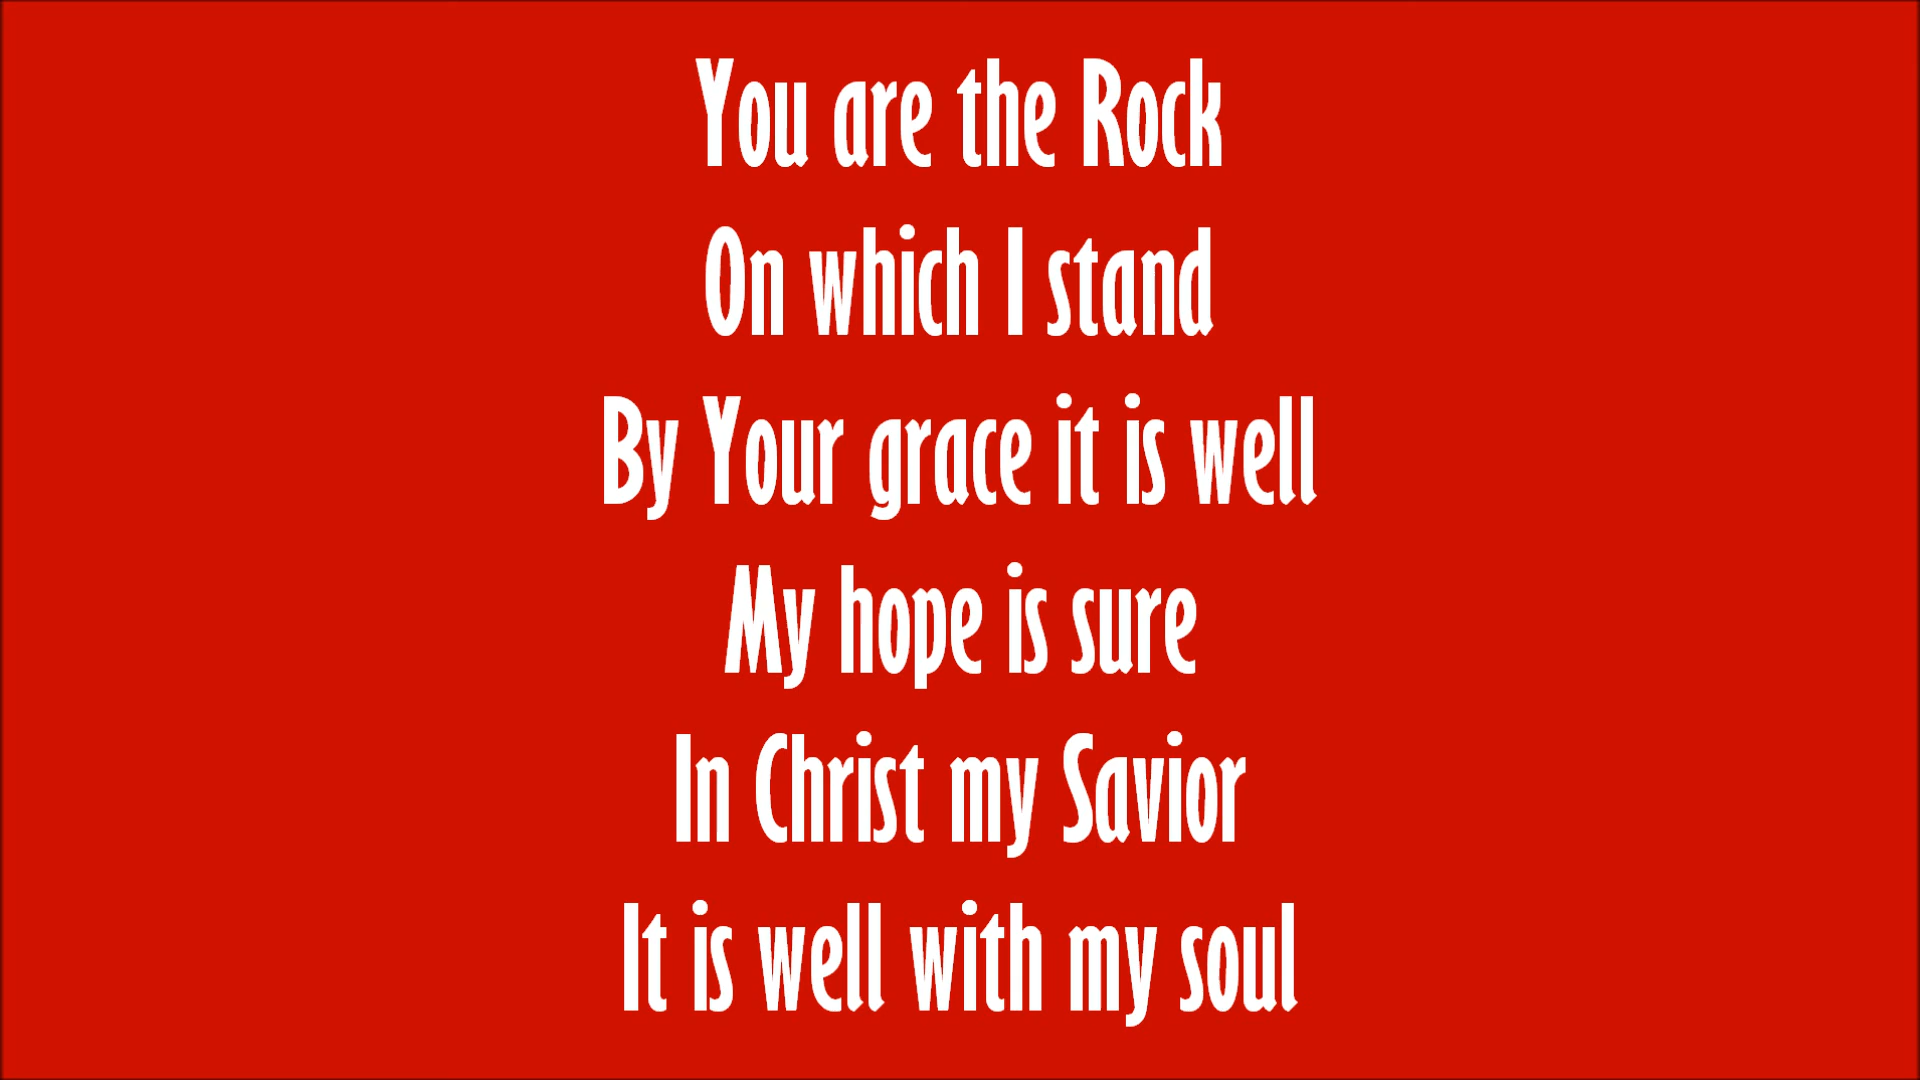 You are the Rock
On which I stand
By Your grace it is well
My hope is sure
In Christ my Savior
It is well with my soul